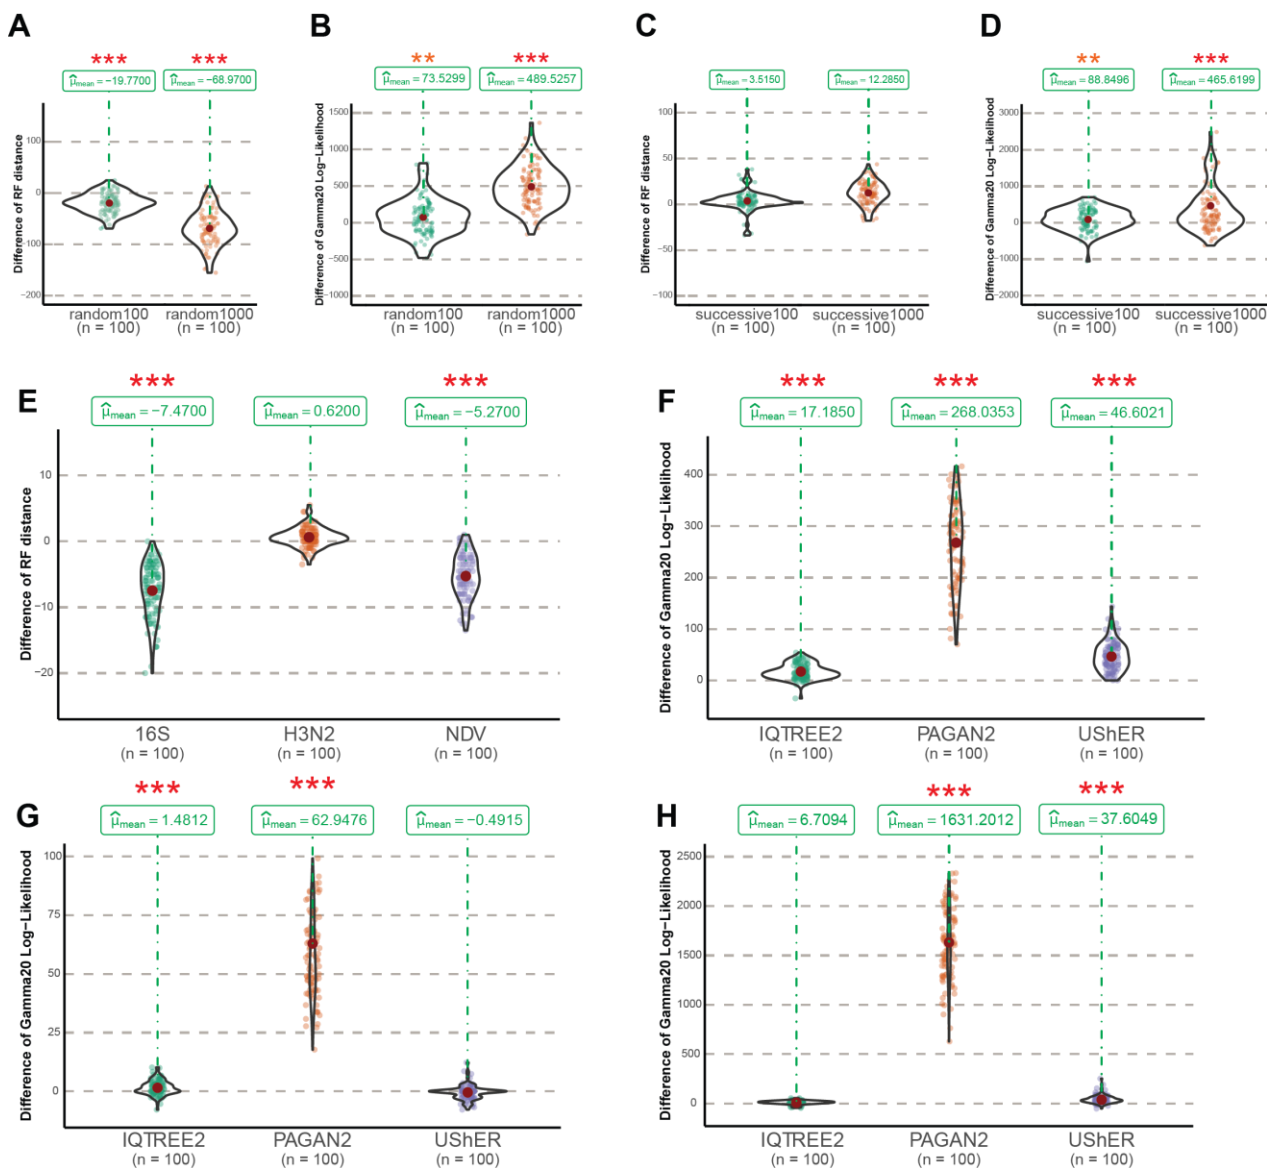 A
B
C
D
*** ***
** ***
** ***
μ̂mean = −19.7700 μ̂mean = −68.9700
μ̂mean = 73.5299 μ̂mean = 489.5257
μ̂mean = 3.5150 μ̂mean = 12.2850
μ̂mean = 88.8496 μ̂mean = 465.6199
Difference of RF distance
100
0
−100
−200
random100 random1000
(n = 100) (n = 100)
Difference of Gamma20 Log−Likelihood
1500
1000
500
0
−500
−1000
random100 random1000
(n = 100) (n = 100)
Difference of RF distance
100
50
0
−50
−100
successive100 successive1000
(n = 100) (n = 100)
Difference of Gamma20 Log−Likelihood
3000
2000
1000
0
−1000
−2000
successive100 successive1000
(n = 100) (n = 100)
E
*** ***
μ̂mean = −7.4700 μ̂mean = 0.6200 μ̂mean = −5.2700
Difference of RF distance
10
0
−10
−20
16S H3N2 NDV
(n = 100) (n = 100) (n = 100)
F
*** *** ***
μ̂mean = 17.1850 μ̂mean = 268.0353 μ̂mean = 46.6021
Difference of Gamma20 Log−Likelihood
400
300
200
100
0
IQTREE2 PAGAN2 UShER
(n = 100) (n = 100) (n = 100)
G
*** ***
μ̂mean = 1.4812 μ̂mean = 62.9476 μ̂mean = −0.4915
Difference of Gamma20 Log−Likelihood
100
75
50
25
0
IQTREE2 PAGAN2 UShER
(n = 100) (n = 100) (n = 100)
H
*** ***
μ̂mean = 6.7094 μ̂mean = 1631.2012 μ̂mean = 37.6049
Difference of Gamma20 Log−Likelihood
2500
2000
1500
1000
500
0
IQTREE2 PAGAN2 UShER
(n = 100) (n = 100) (n = 100)